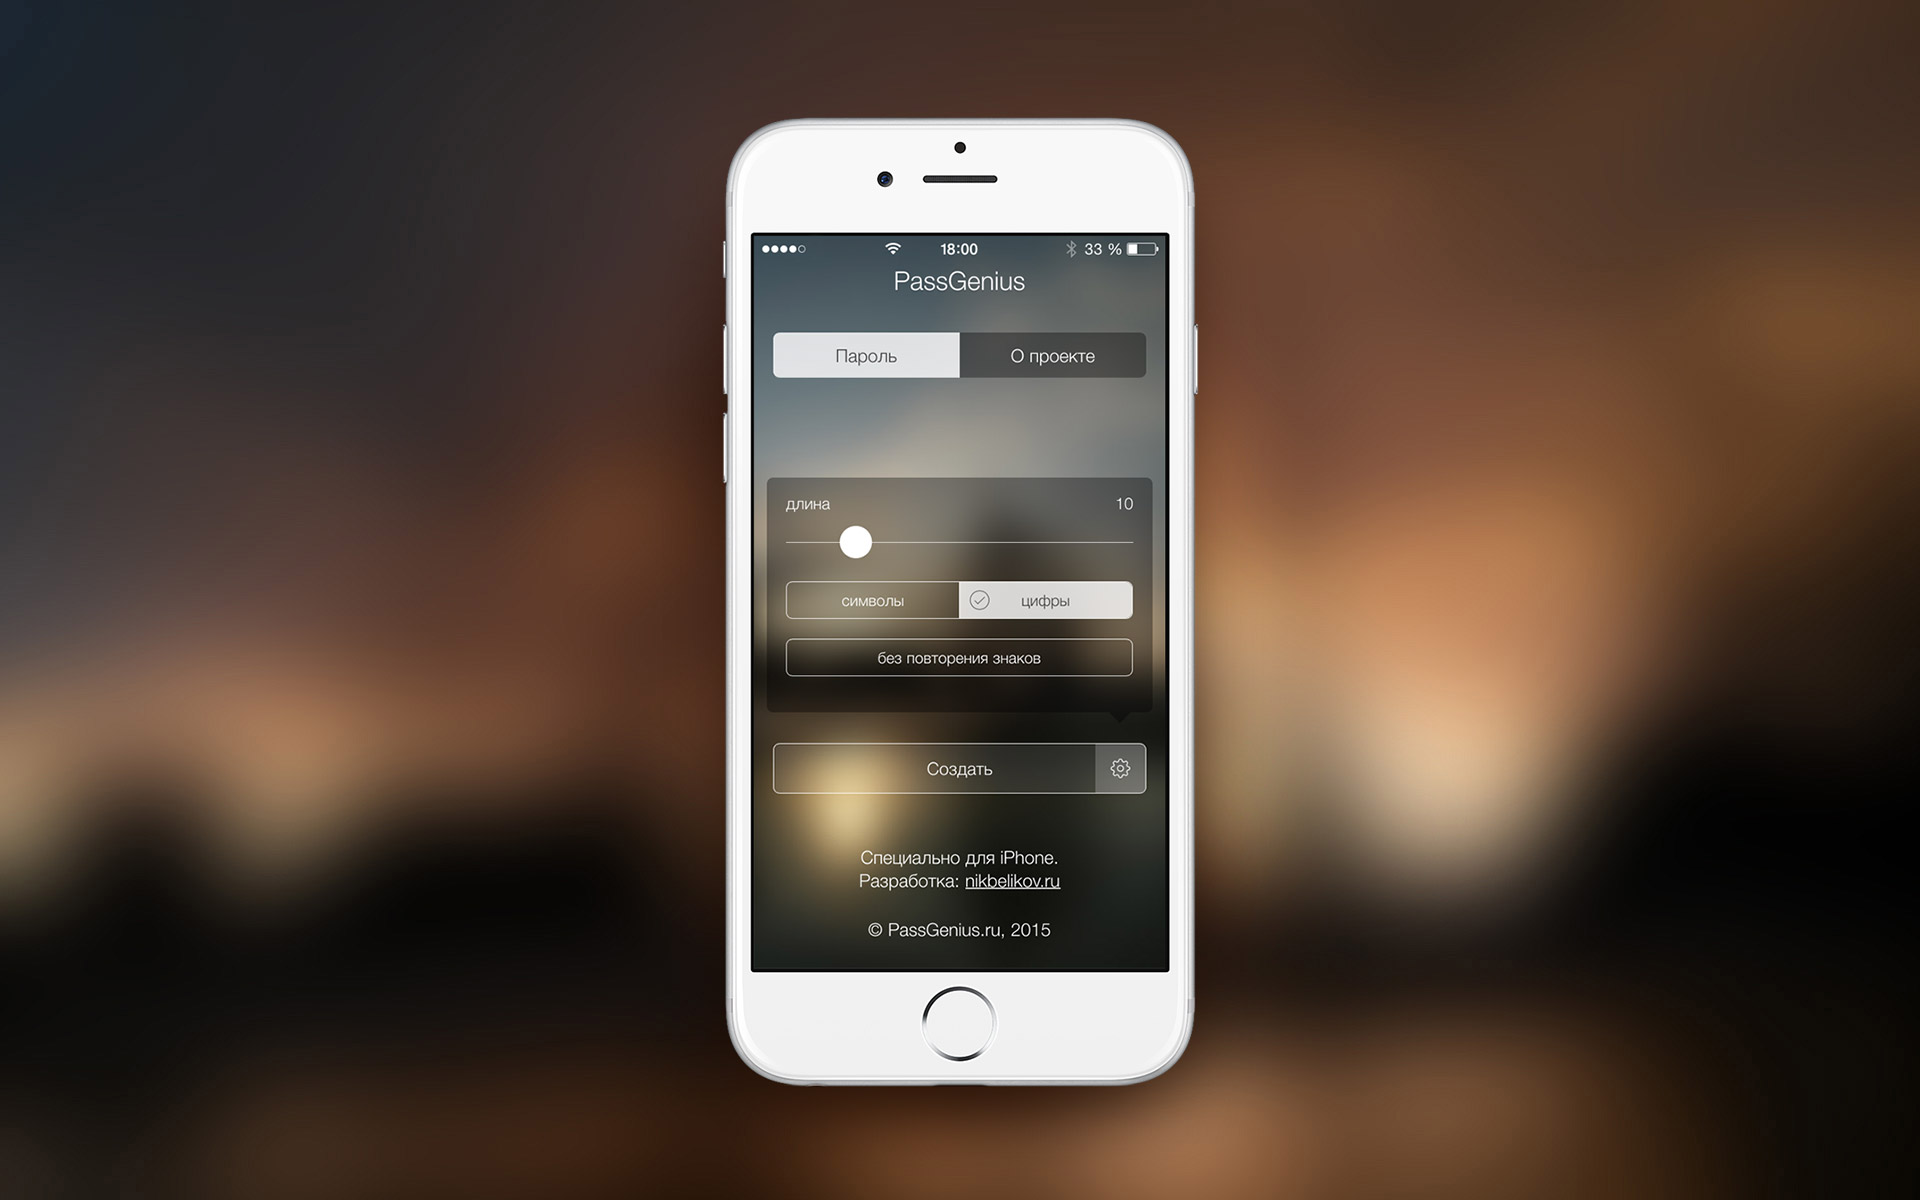 18:00 33 %
PassGenius
Пароль О проекте
длина 10
символы цифры
без повторения знаков
Создать
Специально для iPhone.
Разработка: nikbelikov.ru
© PassGenius.ru, 2015